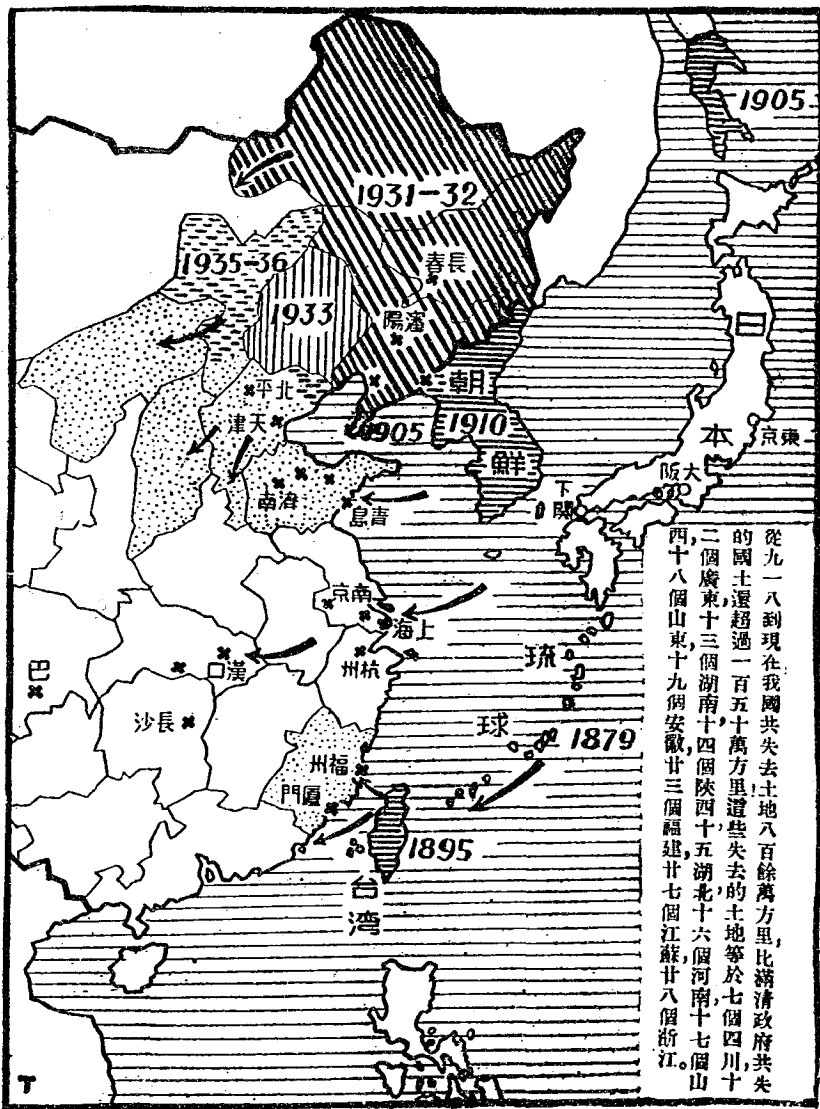 1905
1931-32
1935-36
1933
長春
瀋陽
北平
天津
1905
朝鮮
1910
日本
東京
大阪
下關
濟南
青島
南京
上海
杭州
漢口
巴
長沙
福州
廈門
琉球
1879
1895
台湾
從九一八到現在我國共失去土地八百餘萬方里,比滿清政府共失
的國土還超過一百五十萬方里!這些失去的土地等於七個四川,十
二個廣東,十三個湖南,十四個陝西,十五湖北,十六個河南,十七個山
西,十八個山東,十九個安徽,廿三個福建,廿七個江蘇,廿八個浙江。